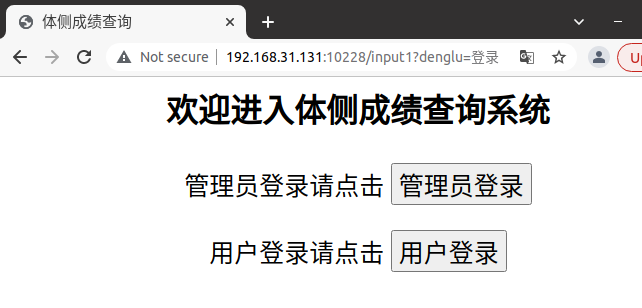 体侧成绩查询
Not secure 192.168.31.131:10228/input1?denglu=登录
欢迎进入体侧成绩查询系统
管理员登录请点击 管理员登录
用户登录请点击 用户登录